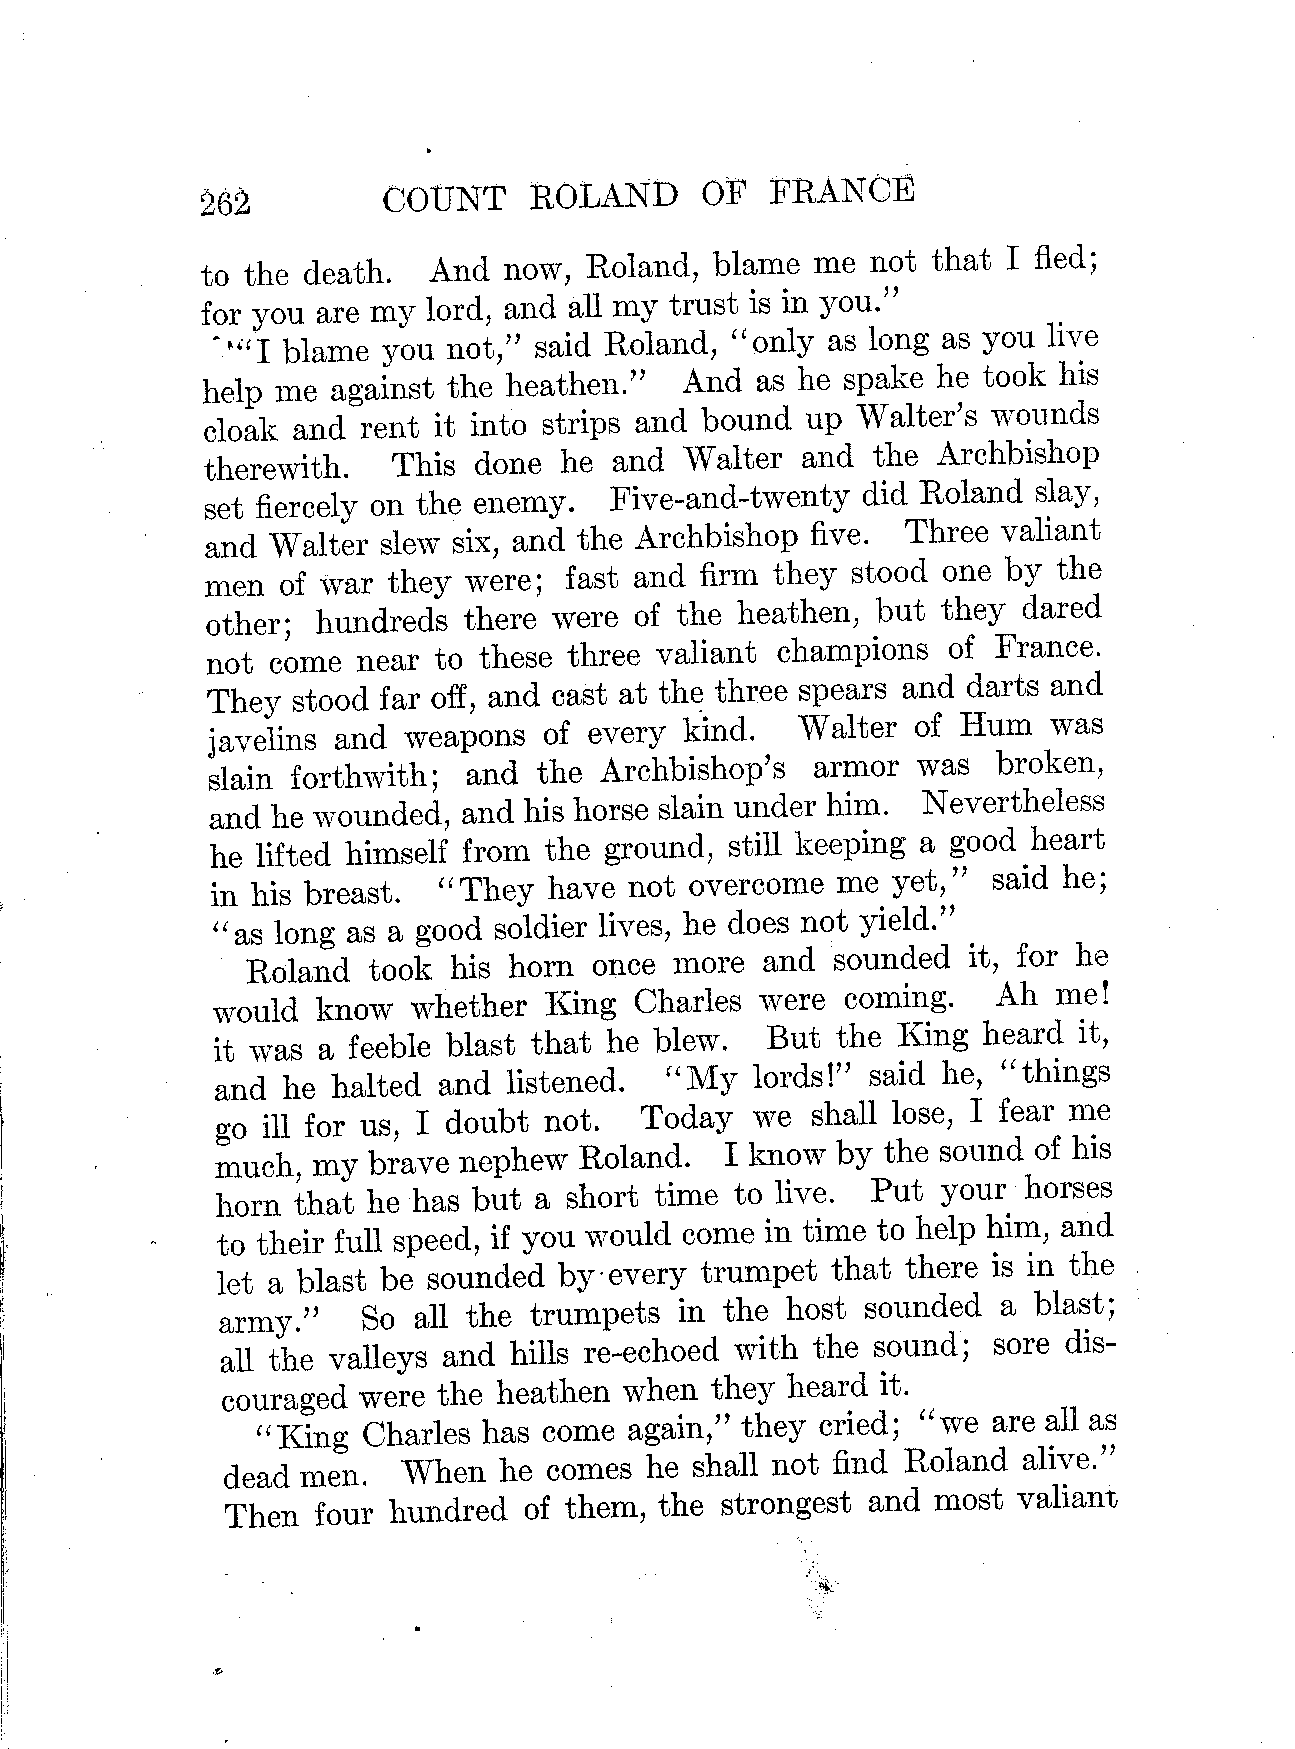 262 COUNT ROLAND OF FRANCE
to the death. And now, Roland, blame me not that I fled;
for you are my lord, and all my trust is in you."
"I blame you not," said Roland, "only as long as you live
help me against the heathen." And as he spake he took his
cloak and rent it into strips and bound up Walter's wounds
therewith. This done he and Walter and the Archbishop
set fiercely on the enemy. Five-and-twenty did Roland slay,
and Walter slew six, and the Archbishop five. Three valiant
men of war they were; fast and firm they stood one by the
other; hundreds there were of the heathen, but they dared
not come near to these three valiant champions of France.
They stood far off, and cast at the three spears and darts and
javelins and weapons of every kind. Walter of Hum was
slain forthwith; and the Archbishop's armor was broken,
and he wounded, and his horse slain under him. Nevertheless
he lifted himself from the ground, still keeping a good heart
in his breast. "They have not overcome me yet," said he;
"as long as a good soldier lives, he does not yield."
Roland took his horn once more and sounded it, for he
would know whether King Charles were coming. Ah me!
it was a feeble blast that he blew. But the King heard it,
and he halted and listened. "My lords!" said he, "things
go ill for us, I doubt not. Today we shall lose, I fear me
much, my brave nephew Roland. I know by the sound of his
horn that he has but a short time to live. Put your horses
to their full speed, if you would come in time to help him, and
let a blast be sounded by every trumpet that there is in the
army." So all the trumpets in the host sounded a blast;
all the valleys and hills re-echoed with the sound; sore dis-
couraged were the heathen when they heard it.
"King Charles has come again," they cried; "we are all as
dead men. When he comes he shall not find Roland alive."
Then four hundred of them, the strongest and most valiant